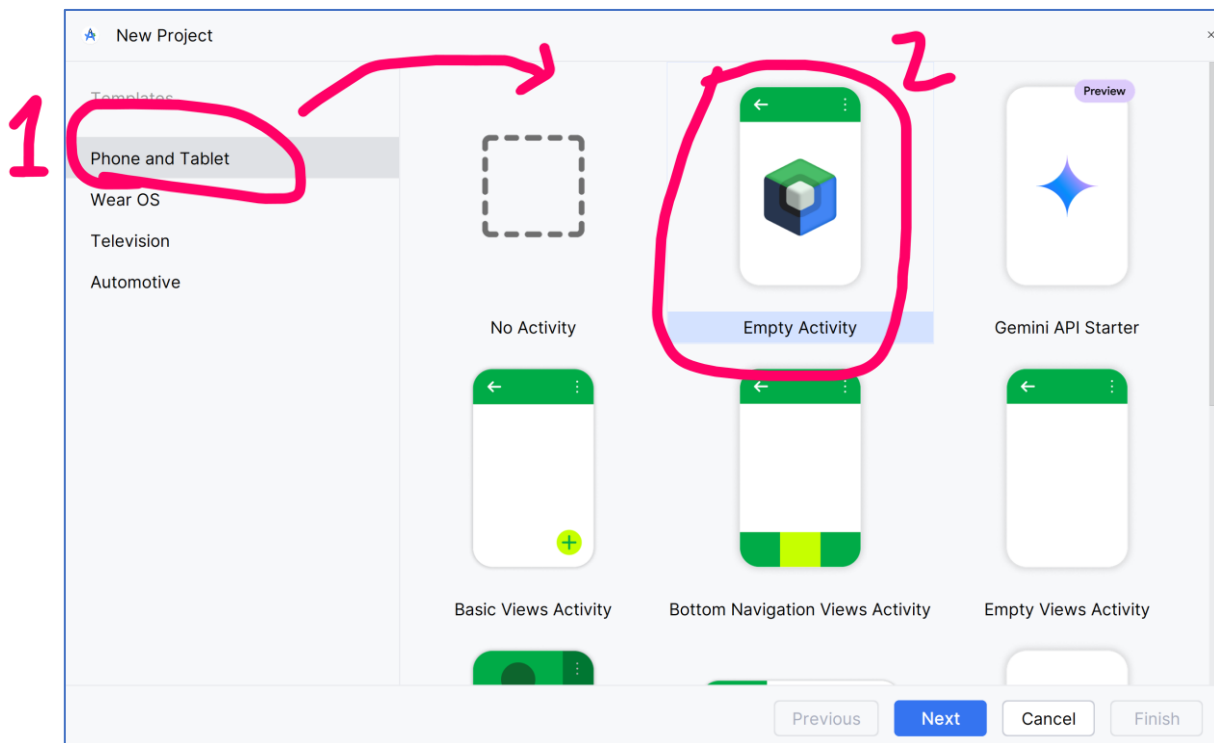 New Project
×
1
2
Templates
Phone and Tablet
Wear OS
Television
Automotive
Preview
No Activity
Empty Activity
Gemini API Starter
Basic Views Activity
Bottom Navigation Views Activity
Empty Views Activity
Previous
Next
Cancel
Finish